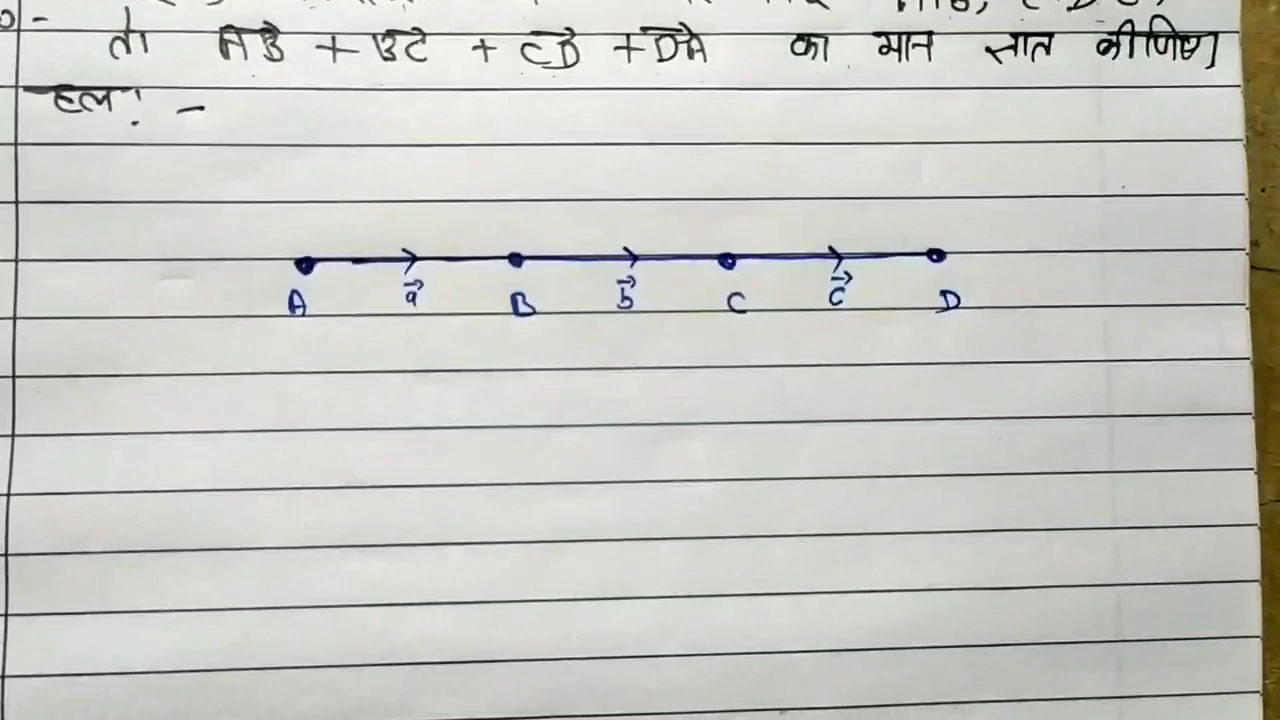 तो AB + BC + CD + DA का मान ज्ञात कीजिए
हल: -
A a B b C c D